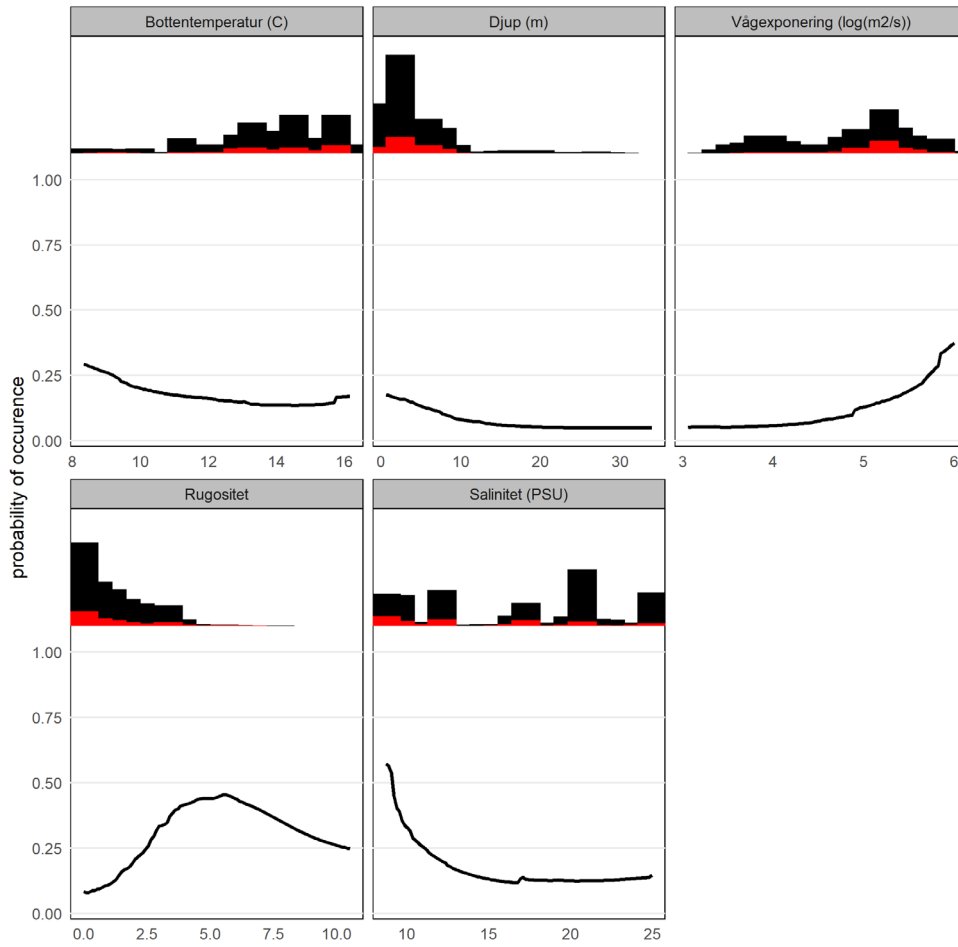 Bottentemperatur (C)
Djup (m)
Vågexponering (log(m2/s))
1.00
0.75
0.50
0.25
0.00
8 10 12 14 16
0 10 20 30
3 4 5 6
probability of occurence
Rugositet
Salinitet (PSU)
1.00
0.75
0.50
0.25
0.00
0.0 2.5 5.0 7.5 10.0
10 15 20 25